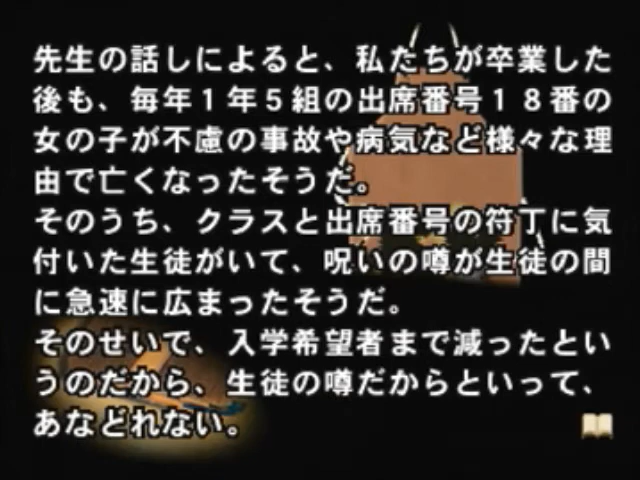 先生の話しによると、私たちが卒業した
後も、毎年１年５組の出席番号１８番の
女の子が不慮の事故や病気など様々な理
由で亡くなったそうだ。
そのうち、クラスと出席番号の符丁に気
付いた生徒がいて、呪いの噂が生徒の間
に急速に広まったそうだ。
そのせいで、入学希望者まで減ったとい
うのだから、生徒の噂だからといって、
あなどれない。